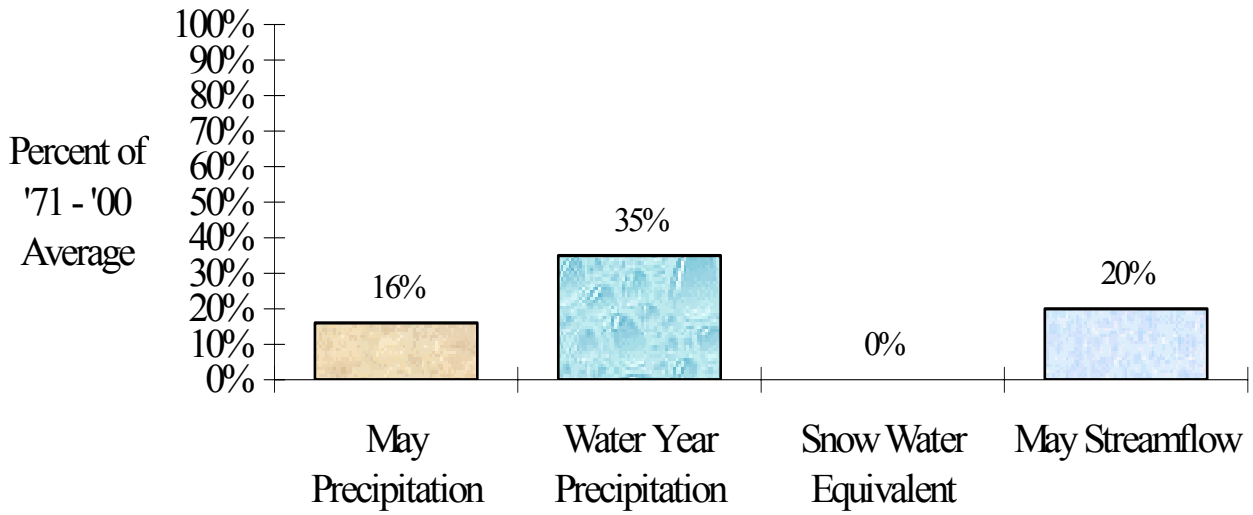 100%
90%
80%
70%
60%
50%
40%
30%
20%
10%
0%
Percent of
'71 - '00
Average
16%
35%
0%
20%
May
Precipitation
Water Year
Precipitation
Snow Water
Equivalent
May Streamflow